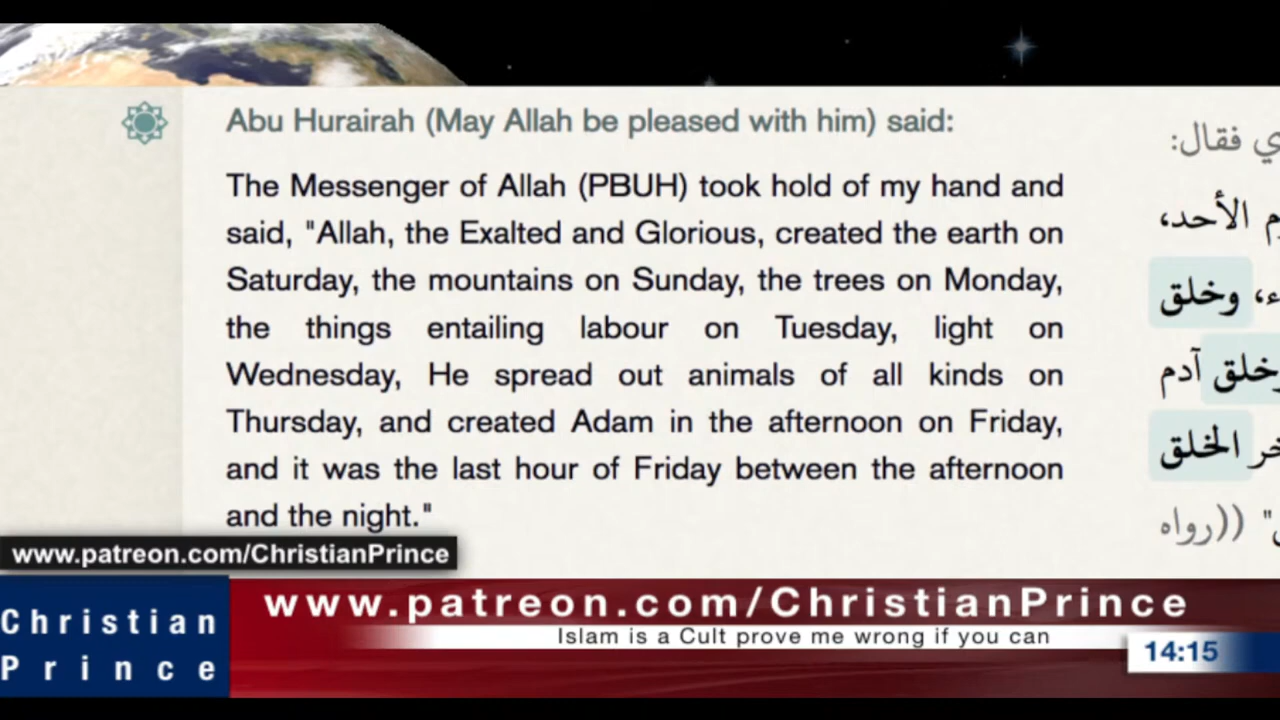 Abu Hurairah (May Allah be pleased with him) said:
The Messenger of Allah (PBUH) took hold of my hand and
said, "Allah, the Exalted and Glorious, created the earth on
Saturday, the mountains on Sunday, the trees on Monday,
the things entailing labour on Tuesday, light on
Wednesday, He spread out animals of all kinds on
Thursday, and created Adam in the afternoon on Friday,
and it was the last hour of Friday between the afternoon
and the night."
فقال:
الأحد،
وخلق
آدم
الخلق
" ((رواه
www.patreon.com/ChristianPrince
Christian
Prince
www.patreon.com/ChristianPrince
Islam is a Cult prove me wrong if you can
14:15